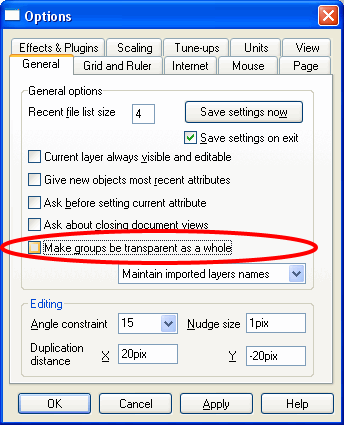 Options
Effects & Plugins Scaling Tune-ups Units View
General Grid and Ruler Internet Mouse Page
General options
Recent file list size 4 Save settings now
Save settings on exit
Current layer always visible and editable
Give new objects most recent attributes
Ask before setting current attribute
Ask about closing document views
Make groups be transparent as a whole
Maintain imported layers names
Editing
Angle constraint 15 Nudge size 1pix
Duplication
distance X 20pix Y -20pix
OK Cancel Apply Help